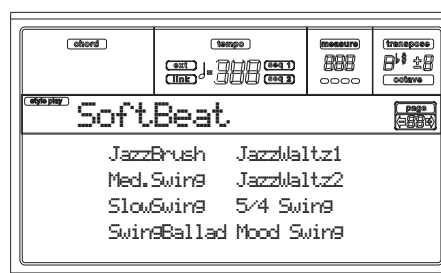 chord tempo measure transpose
ext seq 1
link seq 2
octave
style play SoftBeat page
JazzBrush JazzWaltz1
Med.Swing JazzWaltz2
SlowSwing 5/4 Swing
SwingBallad Mood Swing